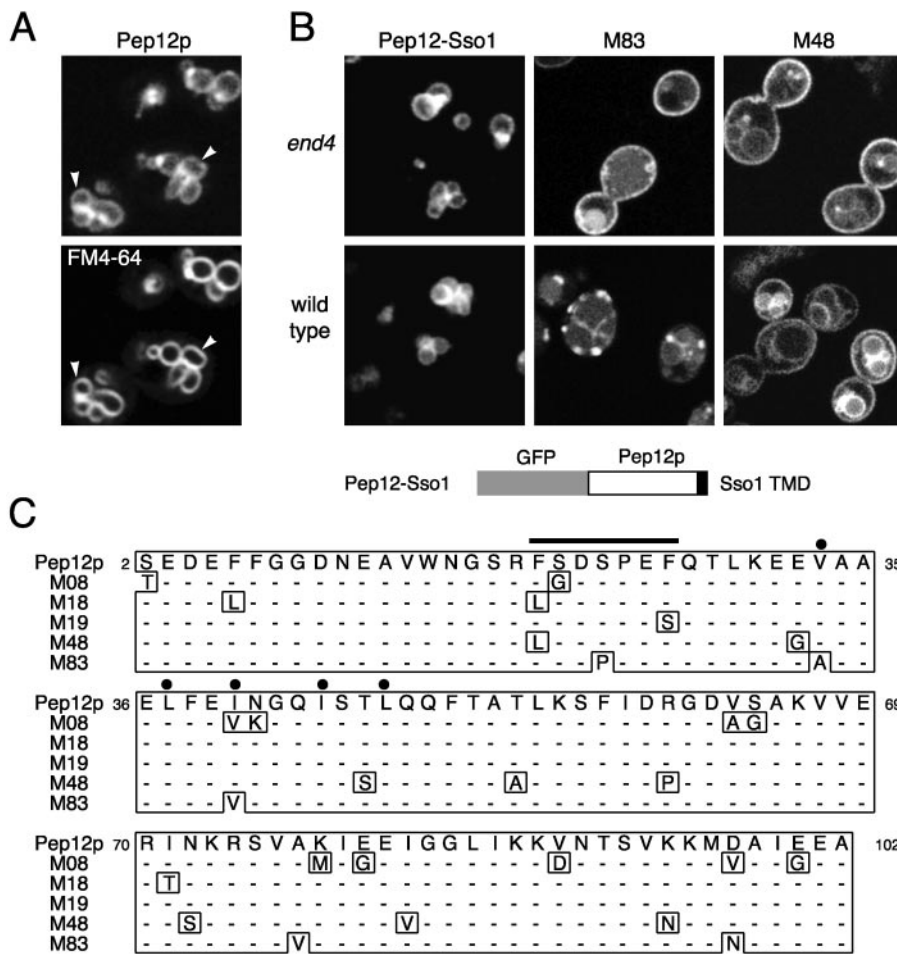 A
Pep12p
FM4-64
B
Pep12-Sso1 M83 M48
end4
wild type
GFP Pep12p
Pep12-Sso1 Sso1 TMD
C
Pep12p 2 S E D E F F G G D N E A V W N G S R F S D S P E F Q T L K E E V A A 35
M08 T - - - - - - - - - - - - - - - - - - G - - - - - - - - - - - - - -
M18 - - - - L - - - - - - - - - - - - - L - - - - - - - - - - - - - - -
M19 - - - - - - - - - - - - - - - - - - - - - - - - S - - - - - - - - -
M48 - - - - - - - - - - - - - - - - - - L - - - - - - - - - - - G - - -
M83 - - - - - - - - - - - - - - - - - - - - - P - - - - - - - - - A - -
Pep12p 36 E L F E I N G Q I S T L Q Q F T A T L K S F I D R G D V S A K V V E 69
M08 - - - - V K - - - - - - - - - - - - - - - - - - - - - A G - - - - -
M18 - - - - - - - - - - - - - - - - - - - - - - - - - - - - - - - - - -
M19 - - - - - - - - - - - - - - - - - - - - - - - - - - - - - - - - - -
M48 - - - - - - - - - - S - - - - - - A - - - - - - P - - - - - - - - -
M83 - - - - V - - - - - - - - - - - - - - - - - - - - - - - - - - - - -
Pep12p 70 R I N K R S V A K I E E I G G L I K K V N T S V K K M D A I E E A 102
M08 - - - - - - - - M - G - - - - - - - - D - - - - - - - V - - G - -
M18 - T - - - - - - - - - - - - - - - - - - - - - - - - - - - - - - -
M19 - - - - - - - - - - - - - - - - - - - - - - - - - - - - - - - - -
M48 - - S - - - - - - - - - V - - - - - - - - - - - N - - - - - - - -
M83 - - - - - - - V - - - - - - - - - - - - - - - - - - - N - - - - -